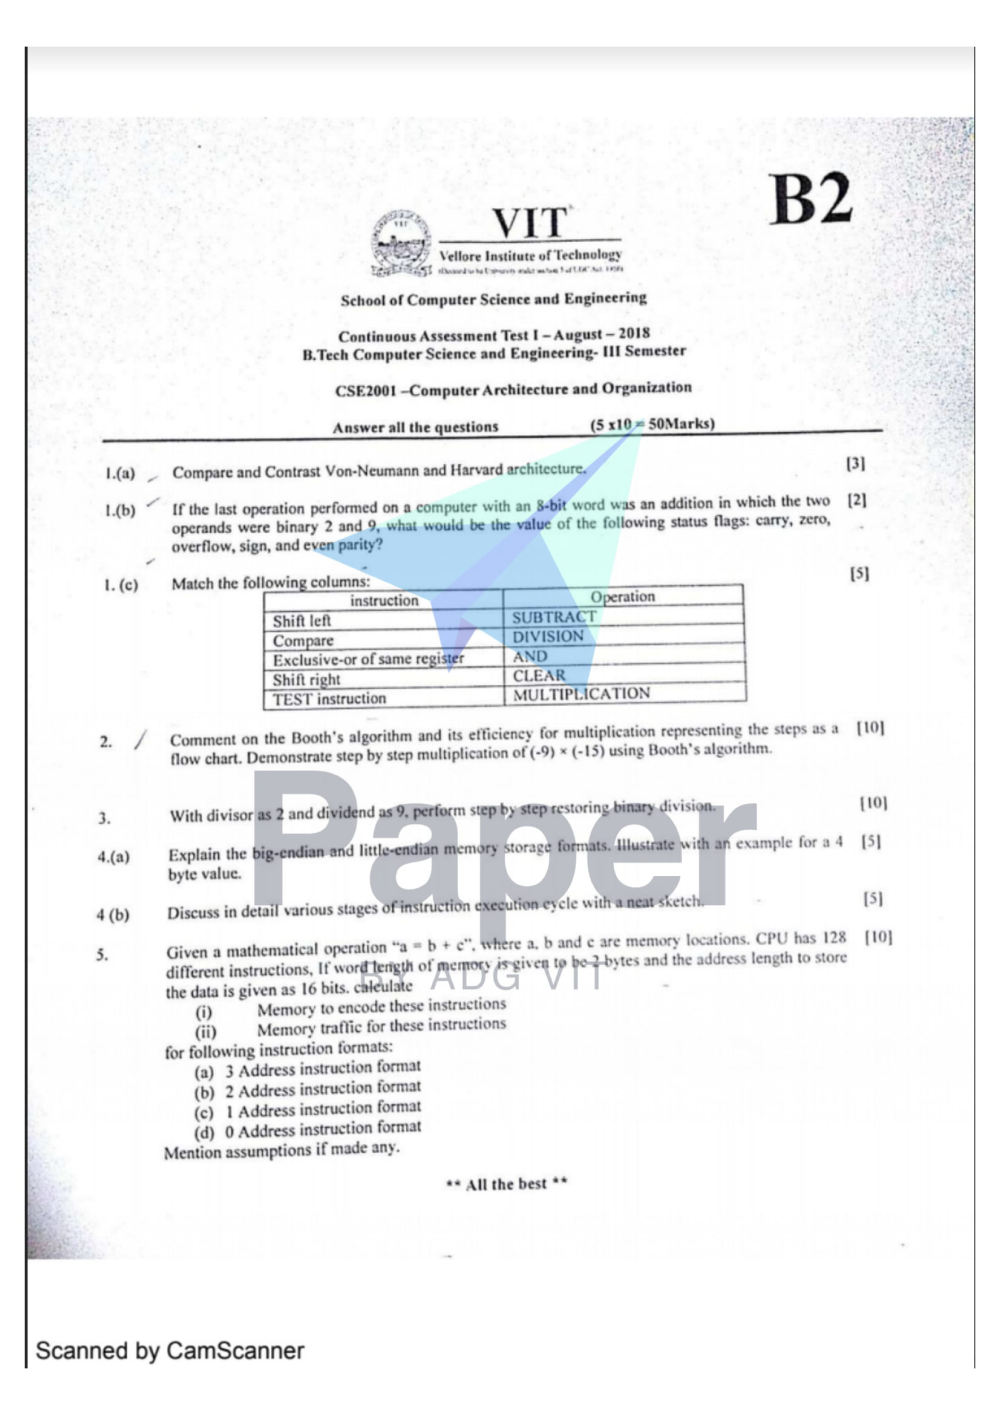 B2
VIT
VIT
Vellore Institute of Technology
School of Computer Science and Engineering
Continuous Assessment Test I – August – 2018
B.Tech Computer Science and Engineering- III Semester
CSE2001 –Computer Architecture and Organization
Answer all the questions (5 x10 = 50Marks)
1.(a) Compare and Contrast Von-Neumann and Harvard architecture. [3]
1.(b) If the last operation performed on a computer with an 8-bit word was an addition in which the two [2]
operands were binary 2 and 9, what would be the value of the following status flags: carry, zero,
overflow, sign, and even parity?
1. (c) Match the following columns: [5]
instruction Operation
Shift left SUBTRACT
Compare DIVISION
Exclusive-or of same register AND
Shift right CLEAR
TEST instruction MULTIPLICATION
2. Comment on the Booth's algorithm and its efficiency for multiplication representing the steps as a [10]
flow chart. Demonstrate step by step multiplication of (-9) × (-15) using Booth's algorithm.
3. With divisor as 2 and dividend as 9, perform step by step restoring binary division. [10]
Paper
4.(a) Explain the big-endian and little-endian memory storage formats. Illustrate with an example for a 4 [5]
byte value.
4 (b) Discuss in detail various stages of instruction execution cycle with a neat sketch. [5]
5. Given a mathematical operation "a = b + c", where a, b and c are memory locations. CPU has 128 [10]
different instructions, If word length of memory is given to be 2 bytes and the address length to store
BY ADG VIT
the data is given as 16 bits. calculate
(i) Memory to encode these instructions
(ii) Memory traffic for these instructions
for following instruction formats:
(a) 3 Address instruction format
(b) 2 Address instruction format
(c) 1 Address instruction format
(d) 0 Address instruction format
Mention assumptions if made any.
** All the best **
Scanned by CamScanner